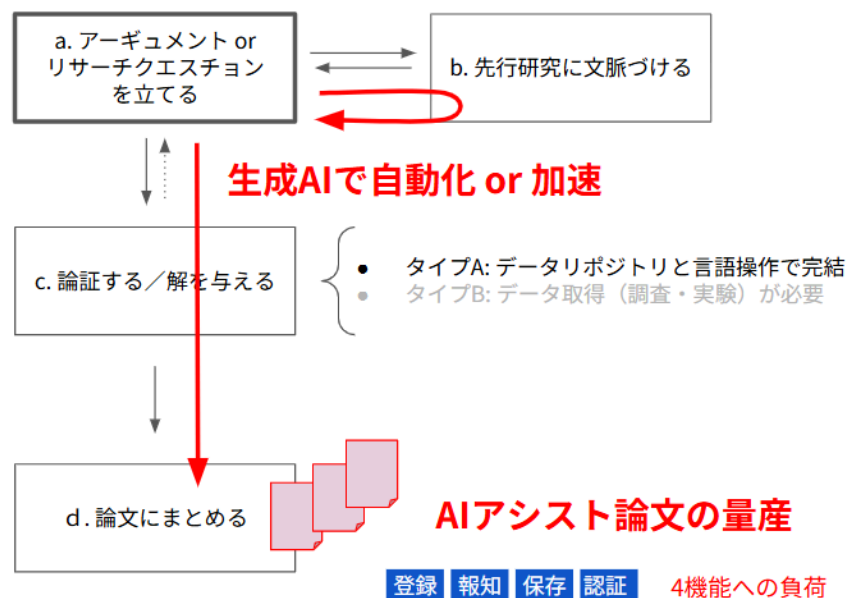 a. アーギュメント or
リサーチクエスチョン
を立てる
b. 先行研究に文脈づける
生成AIで自動化 or 加速
c. 論証する／解を与える
● タイプA: データリポジトリと言語操作で完結
● タイプB: データ取得（調査・実験）が必要
d. 論文にまとめる
AIアシスト論文の量産
登録 報知 保存 認証 4機能への負荷